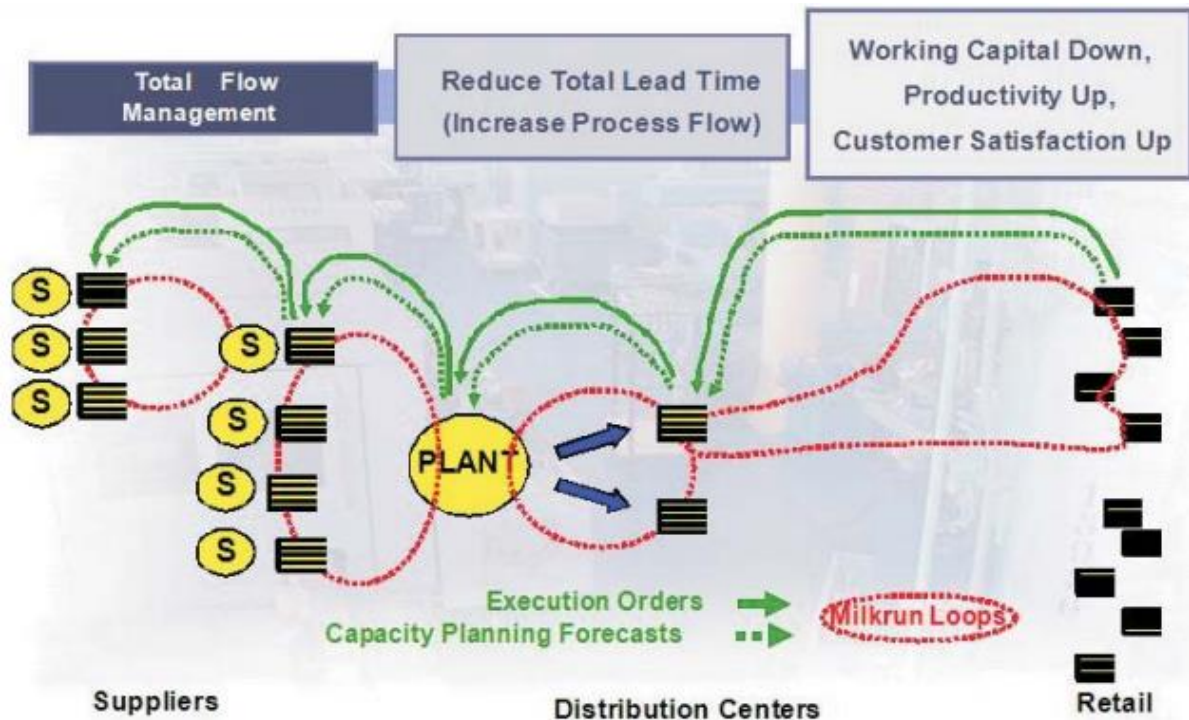 Total Flow
Management
Reduce Total Lead Time
(Increase Process Flow)
Working Capital Down,
Productivity Up,
Customer Satisfaction Up
S
S
S
S
S
S
S
PLANT
Execution Orders
Capacity Planning Forecasts
Milkrun Loops
Suppliers
Distribution Centers
Retail